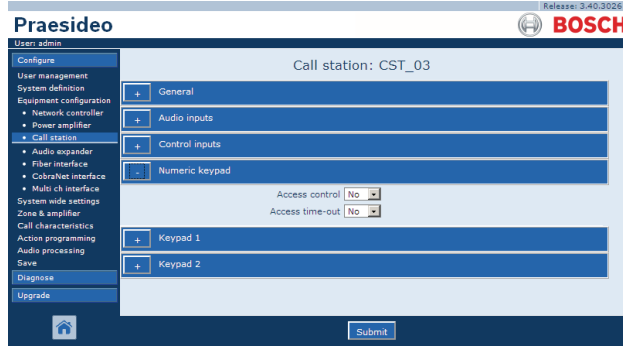 Release: 3.40.3026
Praesideo
BOSCH
User: admin
Configure
User management
System definition
Equipment configuration
• Network controller
• Power amplifier
• Call station
• Audio expander
• Fiber interface
• CobraNet interface
• Multi ch interface
System wide settings
Zone & amplifier
Call characteristics
Action programming
Audio processing
Save
Diagnose
Upgrade
Call station: CST_03
+ General
+ Audio inputs
+ Control inputs
- Numeric keypad
Access control No
Access time-out No
+ Keypad 1
+ Keypad 2
Submit